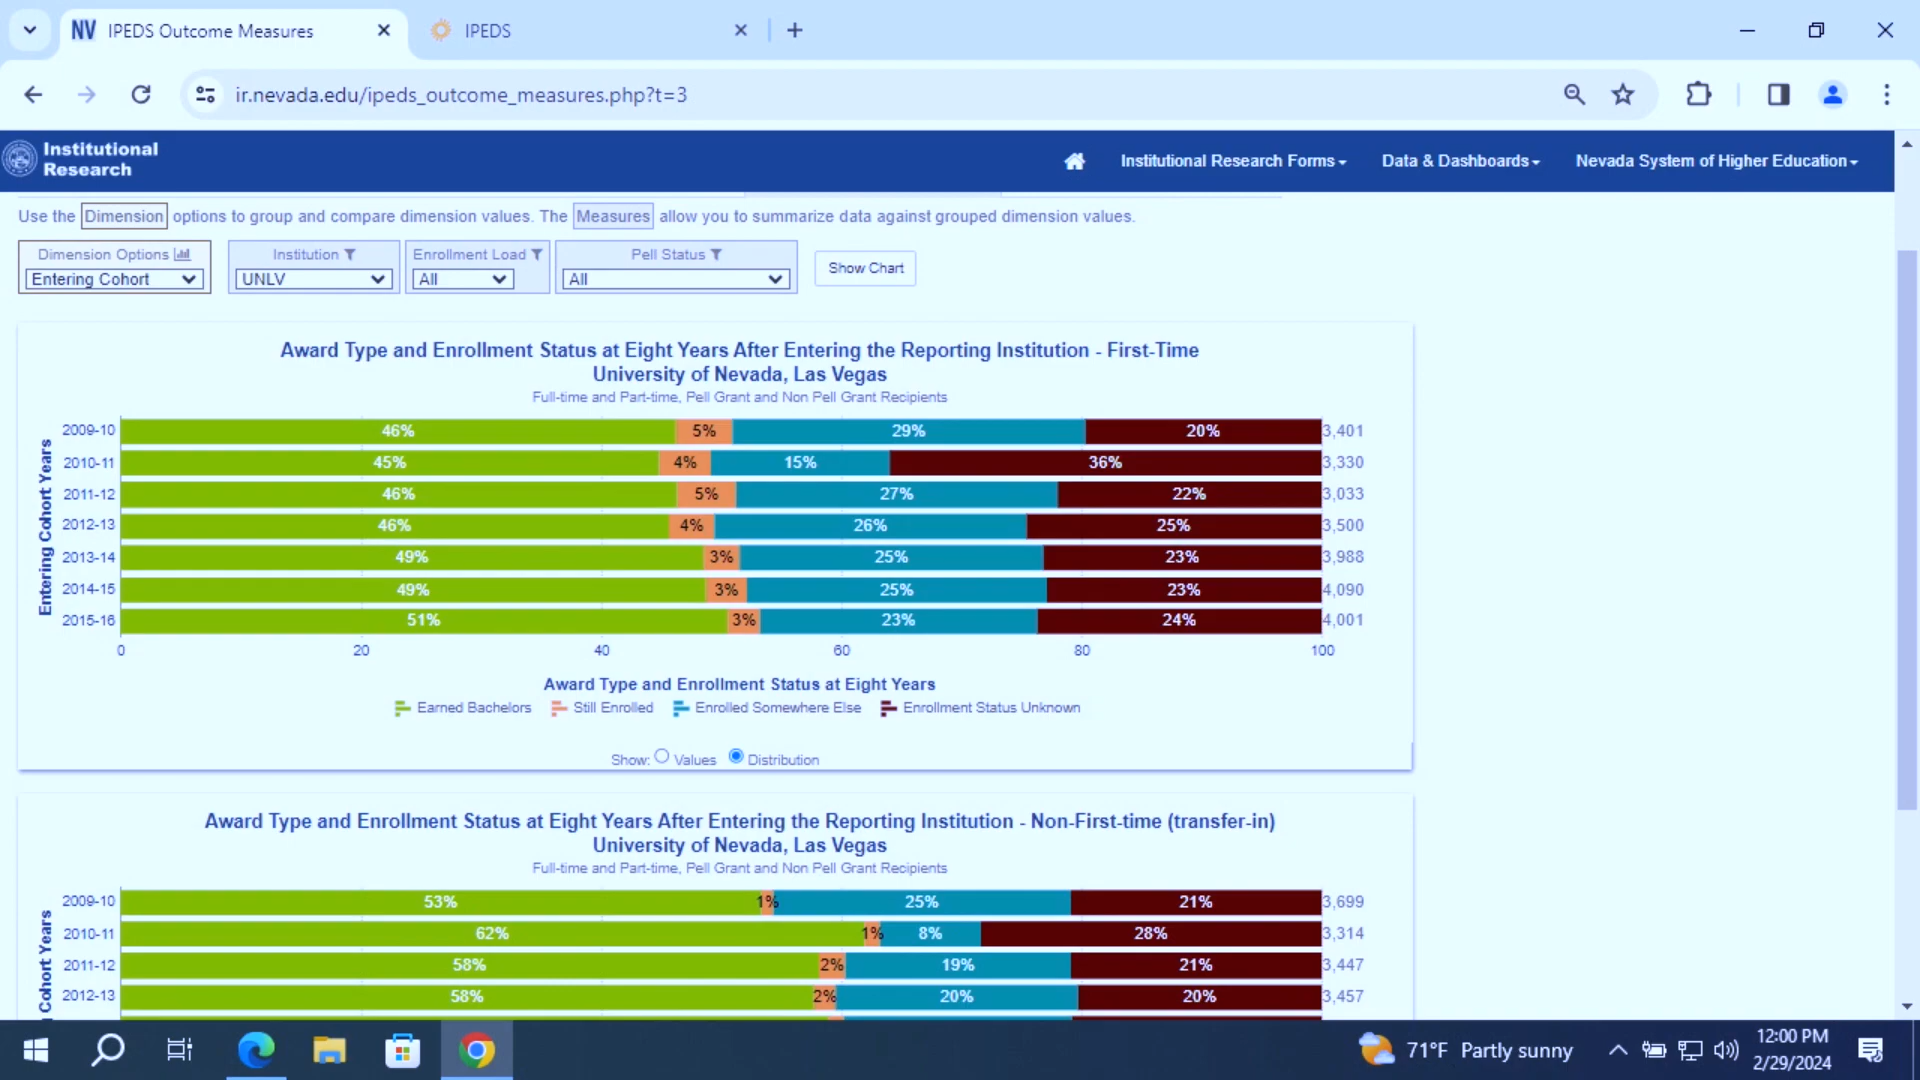 IPEDS Outcome Measures
IPEDS
ir.nevada.edu/ipeds_outcome_measures.php?t=3
Institutional
Research
Institutional Research Forms
Data & Dashboards
Nevada System of Higher Education
Use the Dimension options to group and compare dimension values. The Measures allow you to summarize data against grouped dimension values.
Dimension Options
Institution
Enrollment Load
Pell Status
Entering Cohort
UNLV
All
All
Show Chart
Award Type and Enrollment Status at Eight Years After Entering the Reporting Institution - First-Time
University of Nevada, Las Vegas
Full-time and Part-time, Pell Grant and Non Pell Grant Recipients
Entering Cohort Years
2009-10 46% 5% 29% 20% 3,401
2010-11 45% 4% 15% 36% 3,330
2011-12 46% 5% 27% 22% 3,033
2012-13 46% 4% 26% 25% 3,500
2013-14 49% 3% 25% 23% 3,988
2014-15 49% 3% 25% 23% 4,090
2015-16 51% 3% 23% 24% 4,001
0 20 40 60 80 100
Award Type and Enrollment Status at Eight Years
Earned Bachelors Still Enrolled Enrolled Somewhere Else Enrollment Status Unknown
Show: Values Distribution
Award Type and Enrollment Status at Eight Years After Entering the Reporting Institution - Non-First-time (transfer-in)
University of Nevada, Las Vegas
Full-time and Part-time, Pell Grant and Non Pell Grant Recipients
Cohort Years
2009-10 53% 1% 25% 21% 3,699
2010-11 62% 1% 8% 28% 3,314
2011-12 58% 2% 19% 21% 3,447
2012-13 58% 2% 20% 20% 3,457
71°F Partly sunny
12:00 PM
2/29/2024